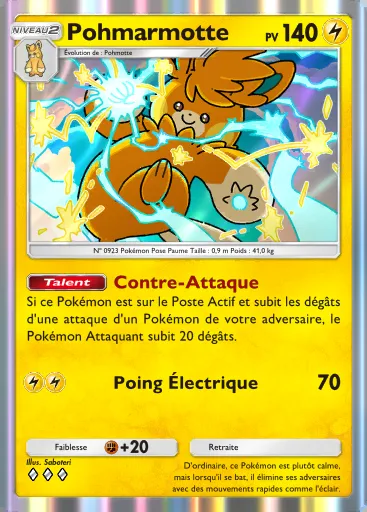 NIVEAU2
Pohmarmotte
PV 140
Évolution de : Pohmotte
N° 0923 Pokémon Pose Paume Taille : 0,9 m Poids : 41,0 kg
Talent Contre-Attaque
Si ce Pokémon est sur le Poste Actif et subit les dégâts
d'une attaque d'un Pokémon de votre adversaire, le
Pokémon Attaquant subit 20 dégâts.
Poing Électrique 70
Faiblesse +20 Retraite
Illus. Saboteri
D'ordinaire, ce Pokémon est plutôt calme,
mais lorsqu'il se bat, il élimine ses adversaires
avec des mouvements rapides comme l'éclair.